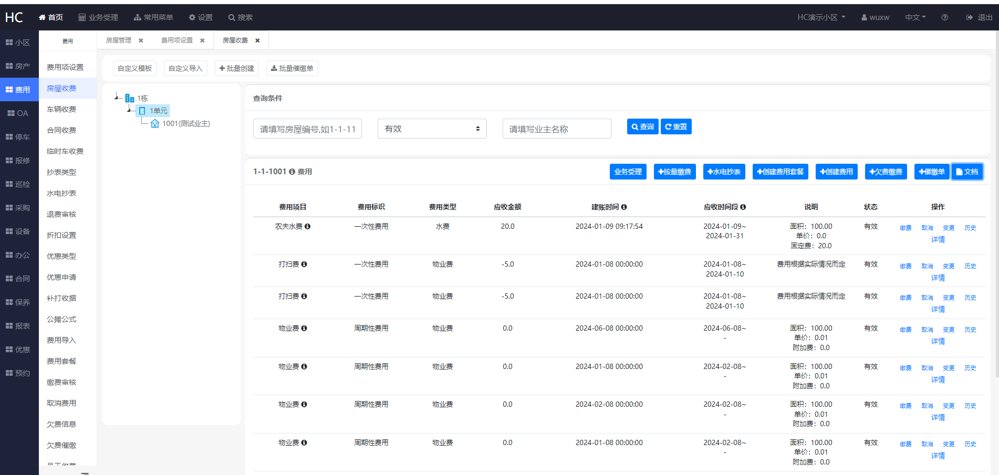 HC 首页 业务受理 常用菜单 设置 搜索 HC演示小区 wuxw 中文 退出
小区
房产
费用
OA
停车
报修
巡检
采购
设备
办公
合同
保养
报表
优惠
预约
费用
费用项设置
房屋收费
车辆收费
合同收费
临时车收费
抄表类型
水电抄表
退费审核
折扣设置
优惠类型
优惠申请
补打收据
公摊公式
费用导入
费用套餐
缴费审核
取消费用
欠费信息
欠费催缴
房屋管理 费用项设置 房屋收费
自定义模板 自定义导入 批量创建 批量催缴单
1栋
1单元
1001(测试业主)
查询条件
请填写房屋编号,如1-1-11 有效 请填写业主名称 查询 重置
1-1-1001 费用 业务受理 按量缴费 水电抄表 创建费用套餐 创建费用 欠费缴费 催缴单 文档
费用项目 费用标识 费用类型 应收金额 建账时间 应收时间段 说明 状态 操作
农夫水费 一次性费用 水费 20.0 2024-01-09 09:17:54 2024-01-09~ 面积：100.00 有效 缴费 取消 变更 历史
2024-01-31 单价：0.0 详情
固定费：20.0
打扫费 一次性费用 物业费 -5.0 2024-01-08 00:00:00 2024-01-08~ 费用根据实际情况而定 有效 缴费 取消 变更 历史
2024-01-10 详情
打扫费 一次性费用 物业费 -5.0 2024-01-08 00:00:00 2024-01-08~ 费用根据实际情况而定 有效 缴费 取消 变更 历史
2024-01-10 详情
物业费 周期性费用 物业费 0.0 2024-06-08 00:00:00 2024-06-08~ 面积：100.00 有效 缴费 取消 变更 历史
- 单价：0.01 详情
附加费：0.0
物业费 周期性费用 物业费 0.0 2024-01-08 00:00:00 2024-02-08~ 面积：100.00 有效 缴费 取消 变更 历史
- 单价：0.01 详情
附加费：0.0
物业费 周期性费用 物业费 0.0 2024-02-08 00:00:00 2024-02-08~ 面积：100.00 有效 缴费 取消 变更 历史
- 单价：0.01 详情
附加费：0.0
物业费 周期性费用 物业费 0.0 2024-01-08 00:00:00 2024-02-08~ 面积：100.00 有效 缴费 取消 变更 历史
- 单价：0.01 详情
附加费：0.0